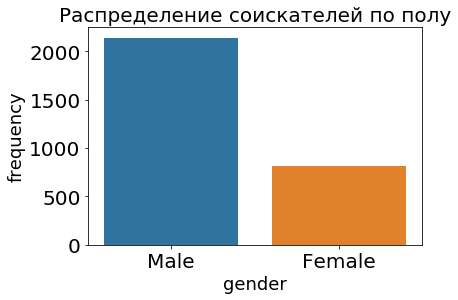 Распределение соискателей по полу
frequency
2000
1500
1000
500
0
Male Female
gender